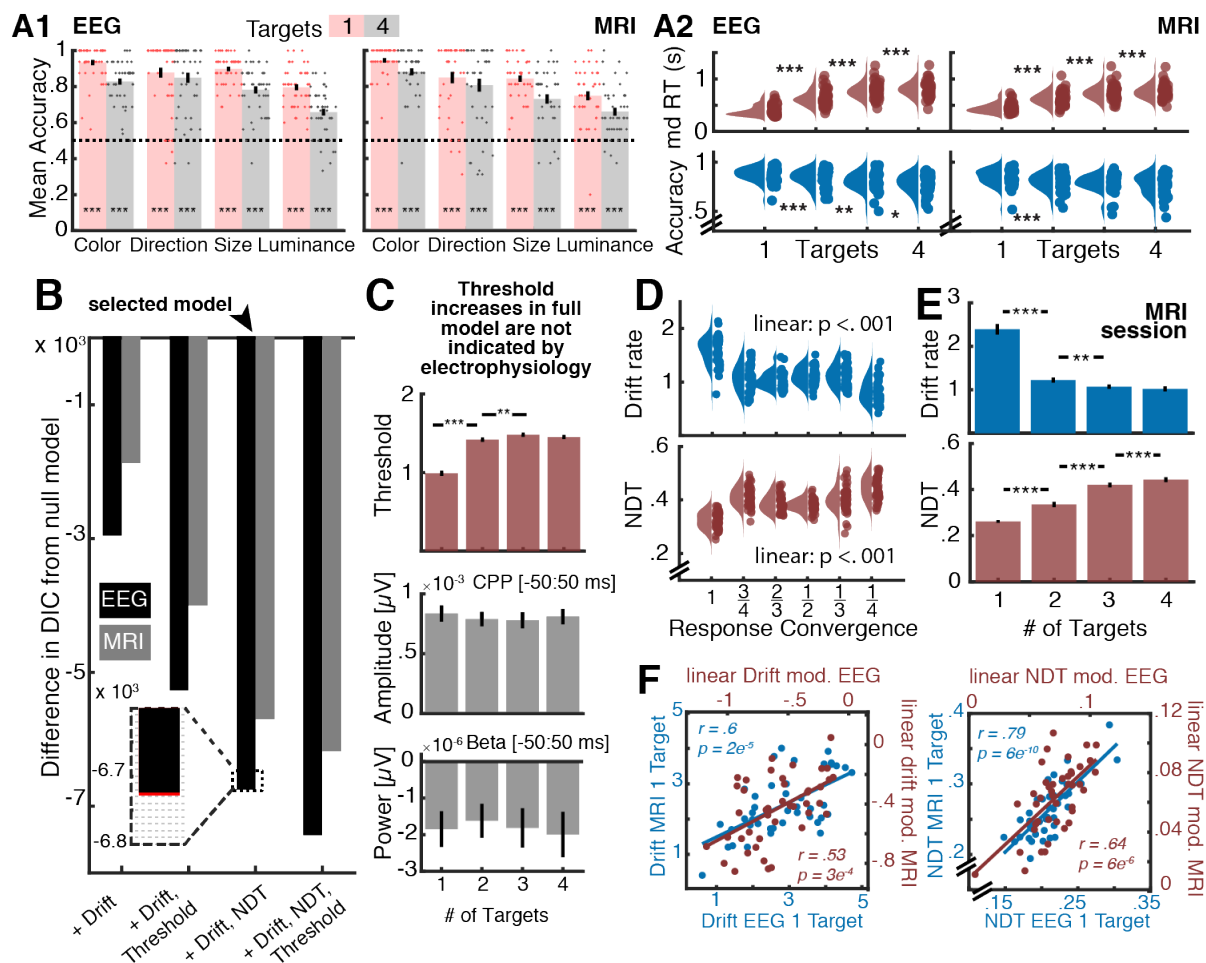 A1 EEG
Targets 1 4
MRI
Mean Accuracy
1
.8
.6
.4
.2
0
*** *** *** *** *** *** *** ***
*** *** *** *** *** *** *** ***
Color Direction Size Luminance
Color Direction Size Luminance
A2 EEG
MRI
md RT (s)
1
0
*** *** ***
*** *** ***
Accuracy
1
.5
*** ** *
***
1 Targets 4
1 Targets 4
B
selected model
x 10³
Difference in DIC from null model
-1
-3
-5
-7
EEG
MRI
x 10³
-6.7
-6.8
+ Drift
+ Drift,
Threshold
+ Drift, NDT
+ Drift, NDT,
Threshold
C
Threshold
increases in full
model are not
indicated by
electrophysiology
Threshold
2
1
*** **
×10⁻³ CPP [-50:50 ms]
Amplitude [µV]
1
.5
0
×10⁻⁶ Beta [-50:50 ms]
Power [µV]
0
-1
-2
-3
1 2 3 4
# of Targets
D
linear: p <. 001
Drift rate
2
1
NDT
.6
.4
.2
linear: p <.001
1 3/4 2/3 1/2 1/3 1/4
Response Convergence
E
MRI
session
Drift rate
3
2
1
*** **
NDT
.6
.4
.2
0
*** *** ***
1 2 3 4
# of Targets
F
linear Drift mod. EEG
-1 -.5 0
Drift MRI 1 Target
5
3
1
r = .6
p = 2e⁻⁵
r = .53
p = 3e⁻⁴
0
-.4
-.8
linear drift mod. MRI
1 3 5
Drift EEG 1 Target
linear NDT mod. EEG
0 .1
NDT MRI 1 Target
.4
.3
.2
r = .79
p = 6e⁻¹⁰
r = .64
p = 6e⁻⁶
.12
.08
.04
0
linear NDT mod. MRI
.15 .25 .35
NDT EEG 1 Target